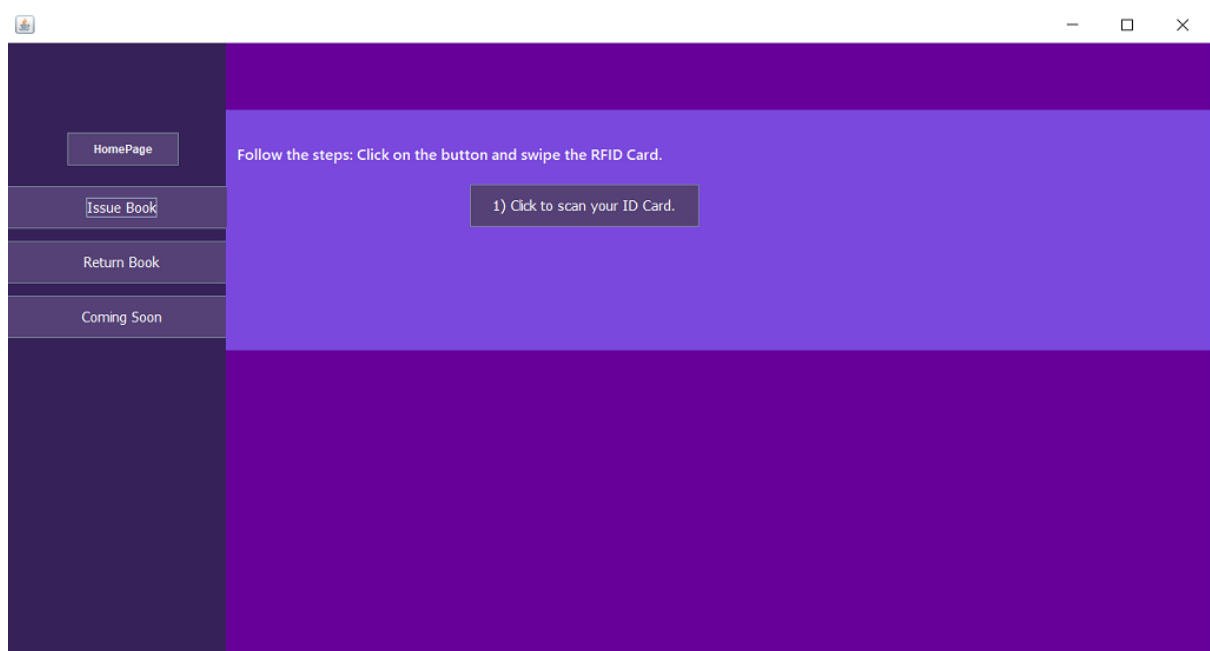 HomePage
Issue Book
Return Book
Coming Soon
Follow the steps: Click on the button and swipe the RFID Card.
1) Click to scan your ID Card.